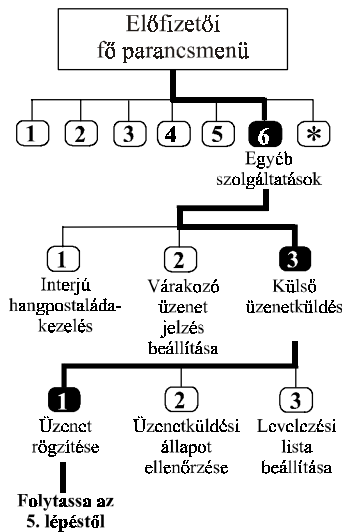 Előfizetői
fő parancsmenü
1 2 3 4 5 6 *
Egyéb
szolgáltatások
1 2 3
Interjú
hangpostaláda-
kezelés
Várakozó
üzenet
jelzés
beállítása
Külső
üzenetküldés
1 2 3
Üzenet
rögzítése
Üzenetküldési
állapot
ellenőrzése
Levelezési
lista
beállítása
Folytassa az
5. lépéstől